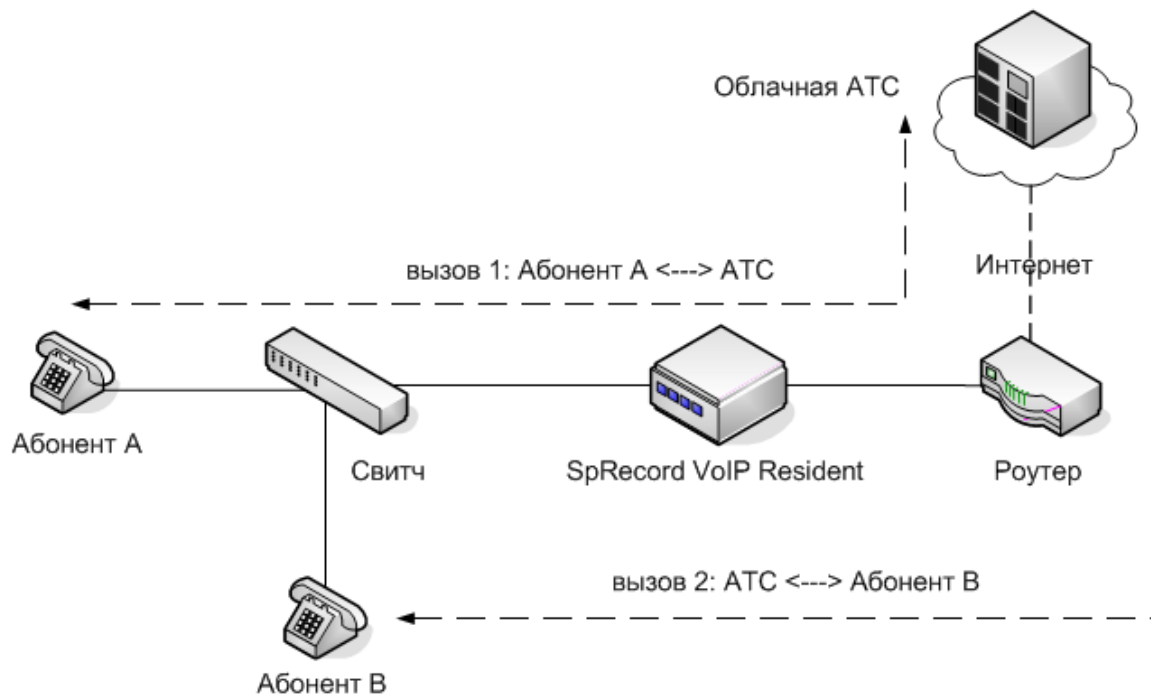 Облачная АТС
Интернет
вызов 1: Абонент А <---> АТС
Абонент А
Свитч
SpRecord VoIP Resident
Роутер
вызов 2: АТС <---> Абонент В
Абонент В